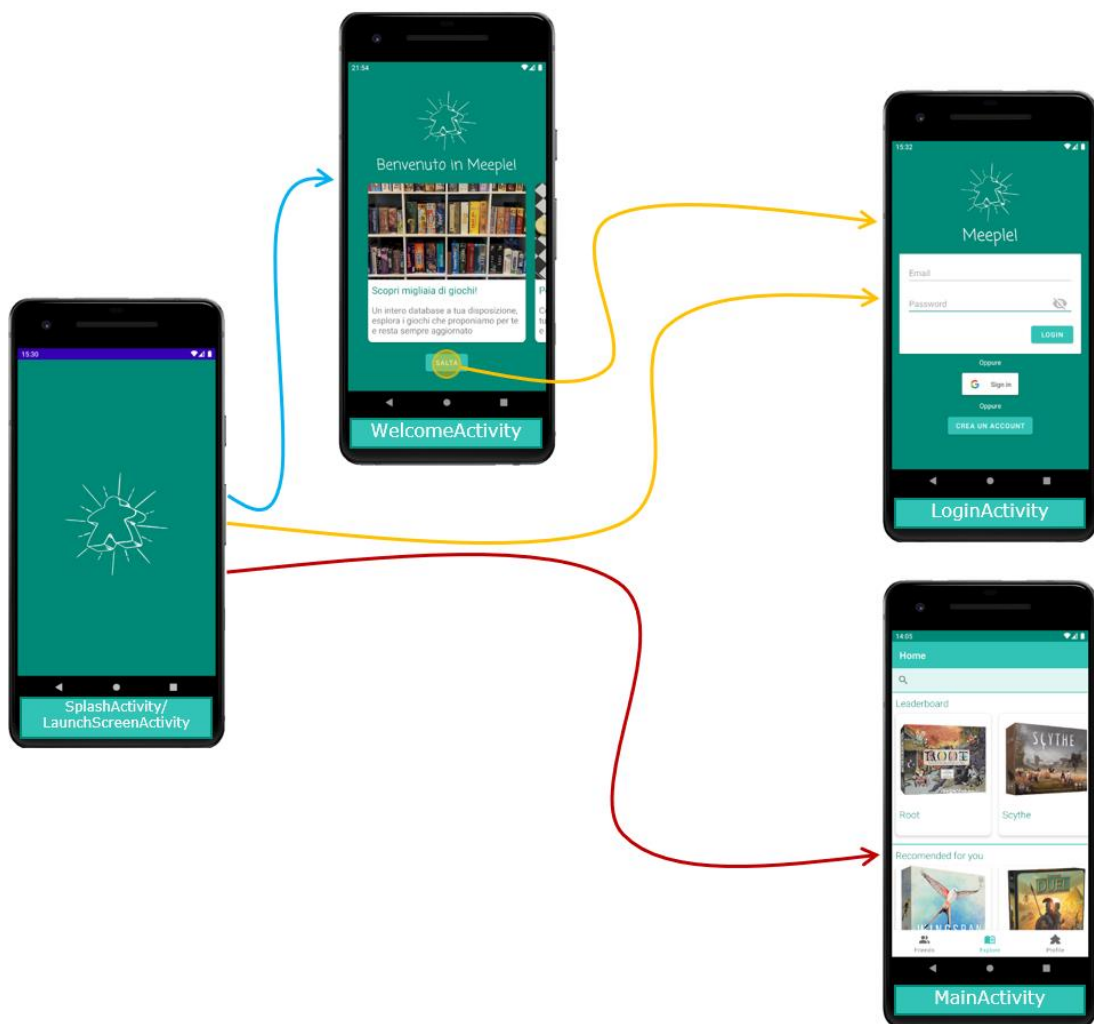 21:54
Benvenuto in Meeple!
Scopri migliaia di giochi!
Un intero database a tua disposizione,
esplora i giochi che proponiamo per te
e resta sempre aggiornato
P
C
tu
e
SALTA
WelcomeActivity
15:32
Meeple!
Email
Password
LOGIN
Oppure
G Sign in
Oppure
CREA UN ACCOUNT
LoginActivity
15:30
SplashActivity/
LaunchScreenActivity
14:05
Home
Leaderboard
ROOT
SCYTHE
Root
Scythe
Recomended for you
WINGSPAN
DUEL
Friends
Explore
Profile
MainActivity